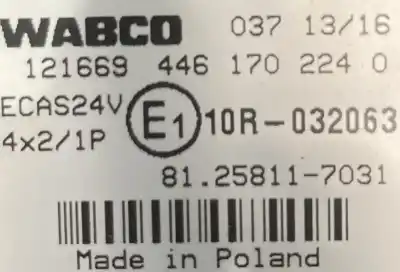 WABCO 037 13/16
121669 446 170 224 0
ECAS24V
4x2/1P
E1 10R-032063
81.25811-7031
Made in Poland